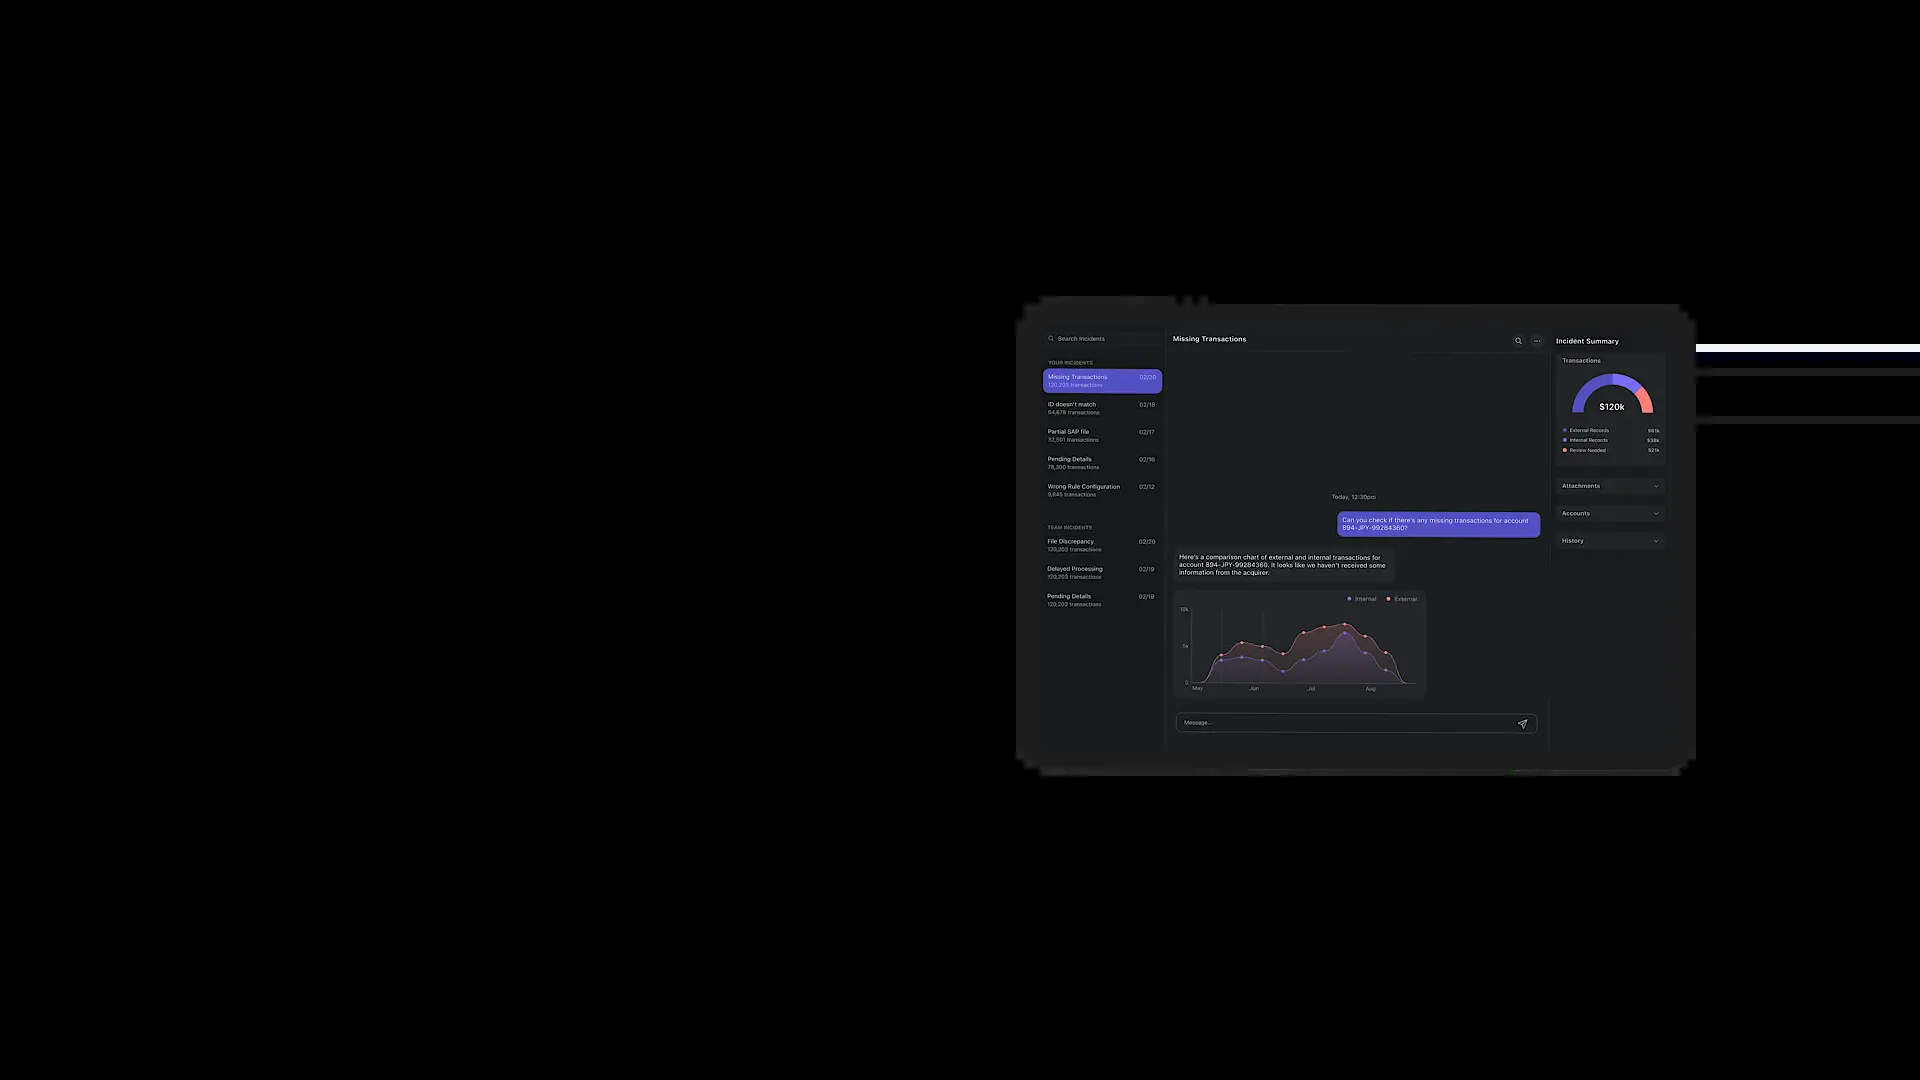 Search Incidents
YOUR INCIDENTS
Missing Transactions 02/20
120,203 transactions
ID doesn't match 02/18
54,678 transactions
Partial SAP file 02/17
32,501 transactions
Pending Details 02/16
78,300 transactions
Wrong Rule Configuration 02/12
9,845 transactions
TEAM INCIDENTS
File Discrepancy 02/20
120,203 transactions
Delayed Processing 02/19
120,203 transactions
Pending Details 02/19
120,203 transactions
Missing Transactions
Today, 12:30pm
Can you check if there's any missing transactions for account
894-JPY-99284360?
Here's a comparison chart of external and internal transactions for
account 894-JPY-99284360. It looks like we haven't received some
information from the acquirer.
Internal External
10k
5k
0
May Jun Jul Aug
Message...
Incident Summary
Transactions
$120k
External Records $61k
Internal Records $38k
Review Needed $21k
Attachments
Accounts
History